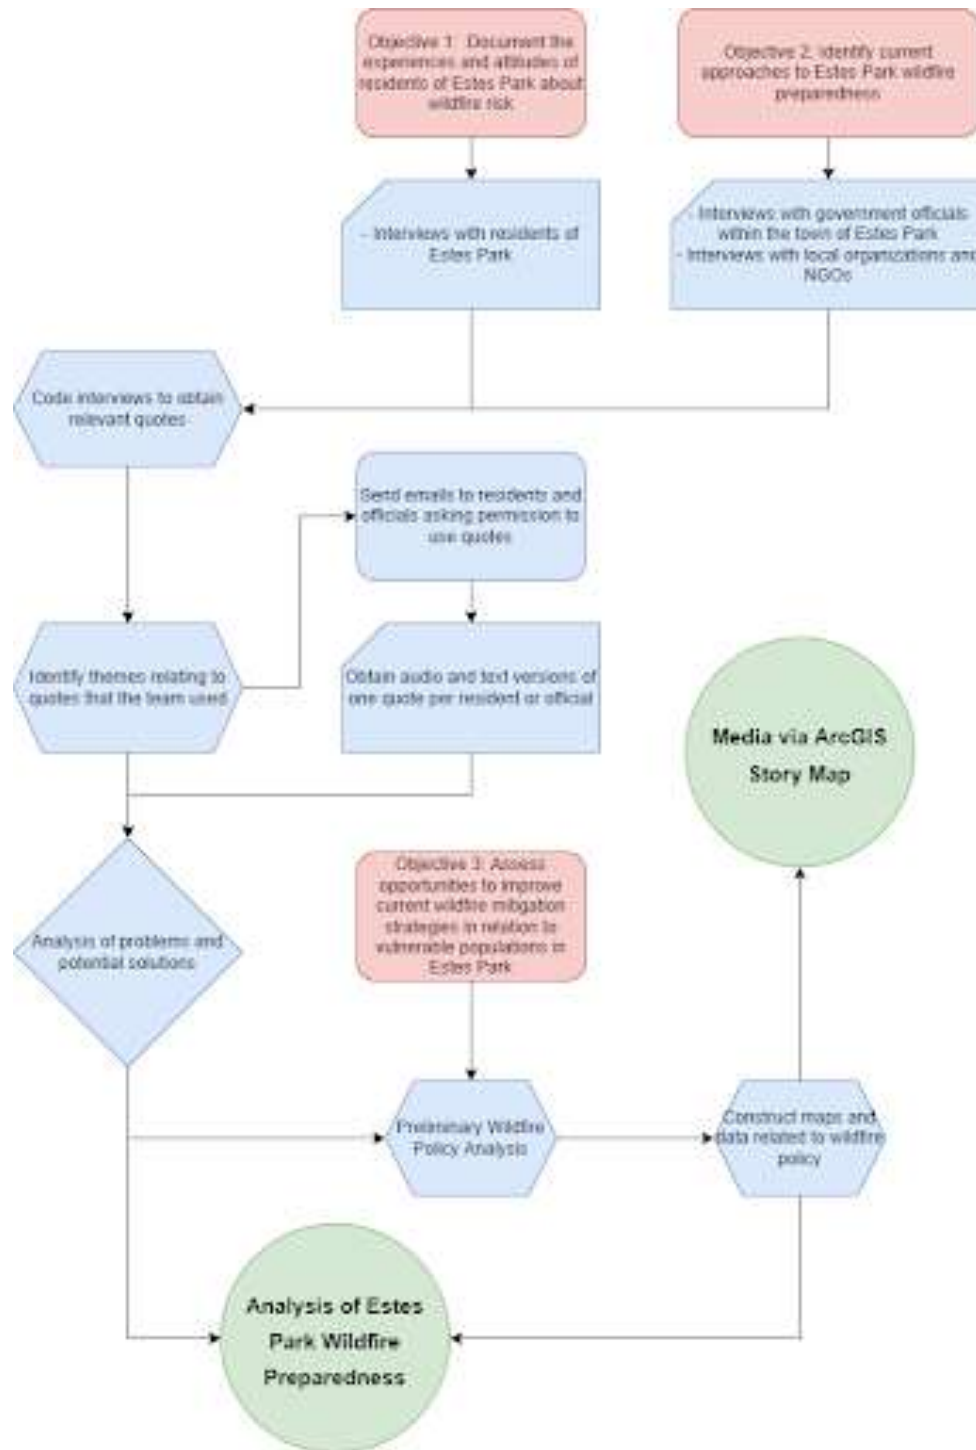 Objective 1: Document the
experiences and attitudes of
residents of Estes Park about
wildfire risk
Objective 2: Identify current
approaches to Estes Park wildfire
preparedness
- Interviews with residents of
Estes Park
- Interviews with government officials
within the town of Estes Park
- Interviews with local organizations and
NGOs
Code interviews to obtain
relevant quotes
Send emails to residents and
officials asking permission to
use quotes
Identify themes relating to
quotes that the team used
Obtain audio and text versions of
one quote per resident or official
Media via ArcGIS
Story Map
Analysis of problems and
potential solutions
Objective 3: Assess
opportunities to improve
current wildfire mitigation
strategies in relation to
vulnerable populations in
Estes Park
Preliminary Wildfire
Policy Analysis
Construct maps and
data related to wildfire
policy
Analysis of Estes
Park Wildfire
Preparedness